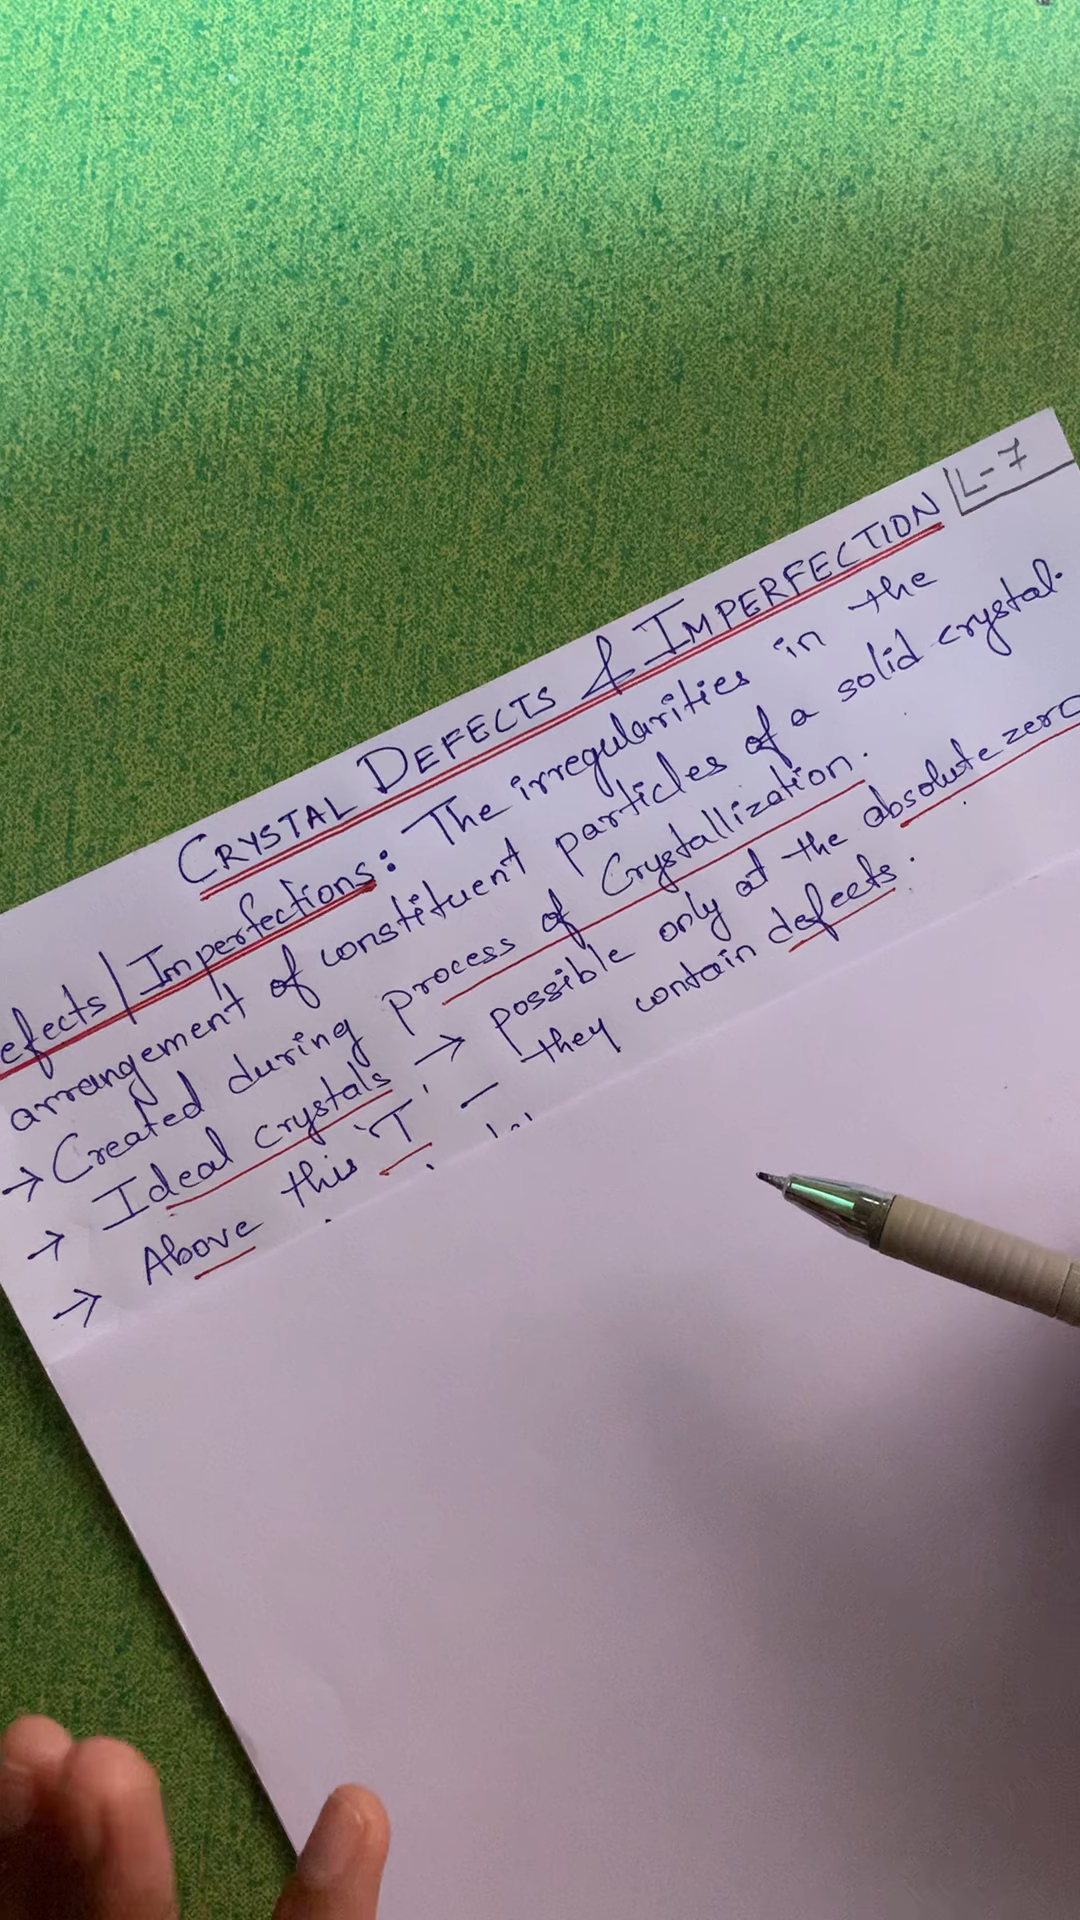 L-7
CRYSTAL DEFECTS & IMPERFECTION
efects/Imperfections: The irregularities in the
arrangement of constituent particles of a solid crystal.
→ Created during process of Crystallization.
→ Ideal crystals → possible only at the absolute zero
→ Above this 'T' - they contain defects.